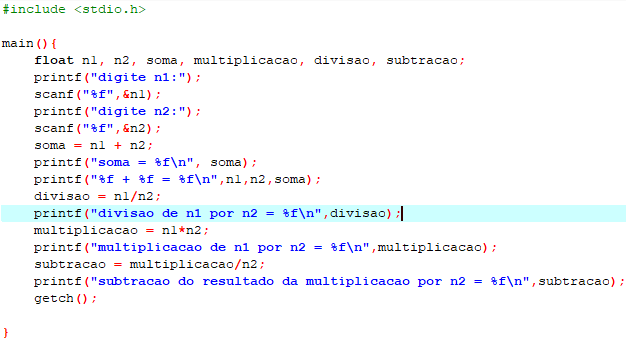 #include <stdio.h>
main(){
float n1, n2, soma, multiplicacao, divisao, subtracao;
printf("digite n1:");
scanf("%f",&n1);
printf("digite n2:");
scanf("%f",&n2);
soma = n1 + n2;
printf("soma = %f\n", soma);
printf("%f + %f = %f\n",n1,n2,soma);
divisao = n1/n2;
printf("divisao de n1 por n2 = %f\n",divisao);
multiplicacao = n1*n2;
printf("multiplicacao de n1 por n2 = %f\n",multiplicacao);
subtracao = multiplicacao/n2;
printf("subtracao do resultado da multiplicacao por n2 = %f\n",subtracao);
getch();
}